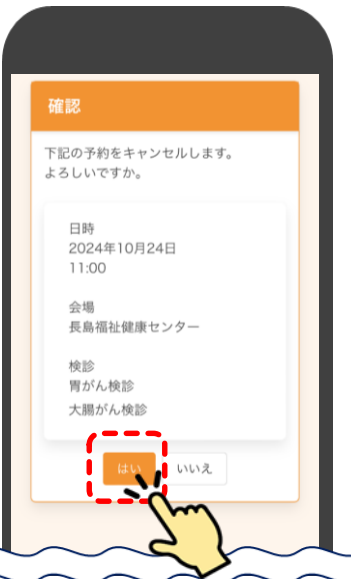 確認
下記の予約をキャンセルします。
よろしいですか。
日時
2024年10月24日
11:00
会場
長島福祉健康センター
検診
胃がん検診
大腸がん検診
はい
いいえ